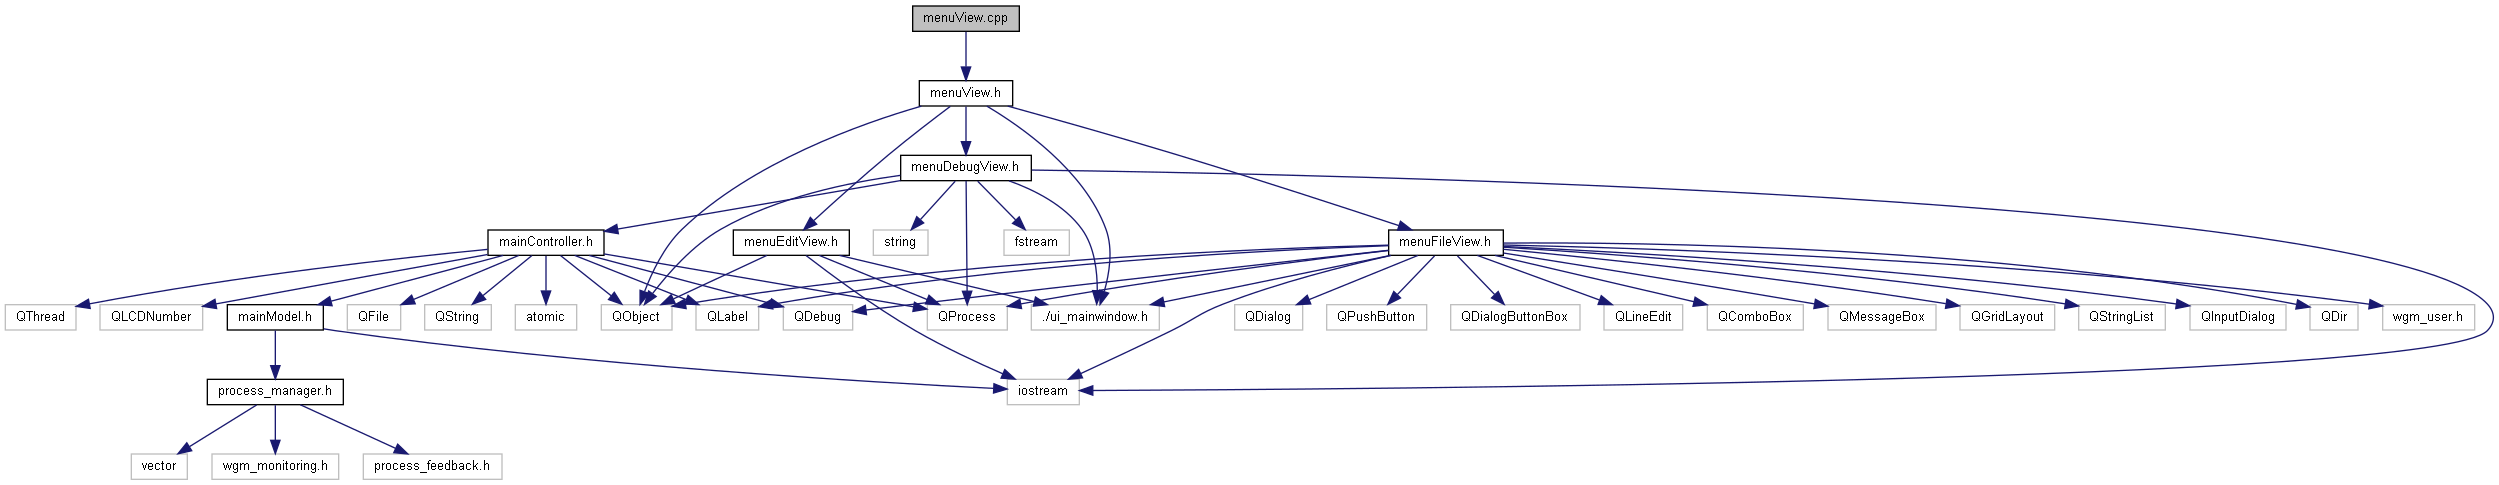 menuView.cpp
menuView.h
menuDebugView.h
mainController.h
menuEditView.h
string
fstream
menuFileView.h
QThread
QLCDNumber
mainModel.h
QFile
QString
atomic
QObject
QLabel
QDebug
QProcess
./ui_mainwindow.h
QDialog
QPushButton
QDialogButtonBox
QLineEdit
QComboBox
QMessageBox
QGridLayout
QStringList
QInputDialog
QDir
wgm_user.h
process_manager.h
iostream
vector
wgm_monitoring.h
process_feedback.h